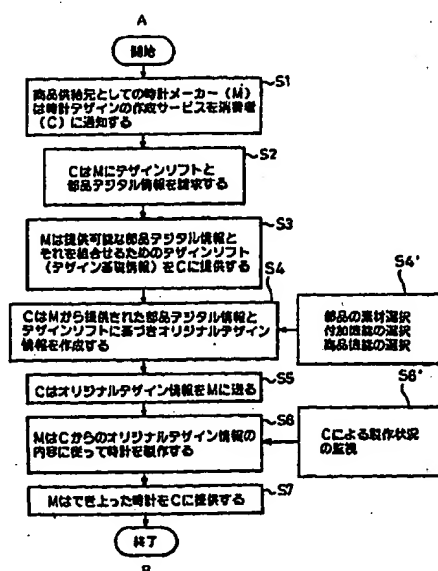 A
開始
S1
商品供給元としての時計メーカー（M）
は時計デザインの作成サービスを消費者
（C）に通知する
S2
CはMにデザインソフトと
部品デジタル情報を請求する
S3
Mは提供可能な部品デジタル情報と
それを組合せるためのデザインソフト
（デザイン基礎情報）をCに提供する
S4
CはMから提供された部品デジタル情報と
デザインソフトに基づきオリジナルデザイン
情報を作成する
S4'
部品の素材選択
付加機能の選択
商品機能の選択
S5
CはオリジナルデザインI情報をMに送る
S6
MはCからのオリジナルデザイン情報の
内容に従って時計を製作する
S6'
Cによる製作状況
の監視
S7
Mはでき上った時計をCに提供する
終了
B